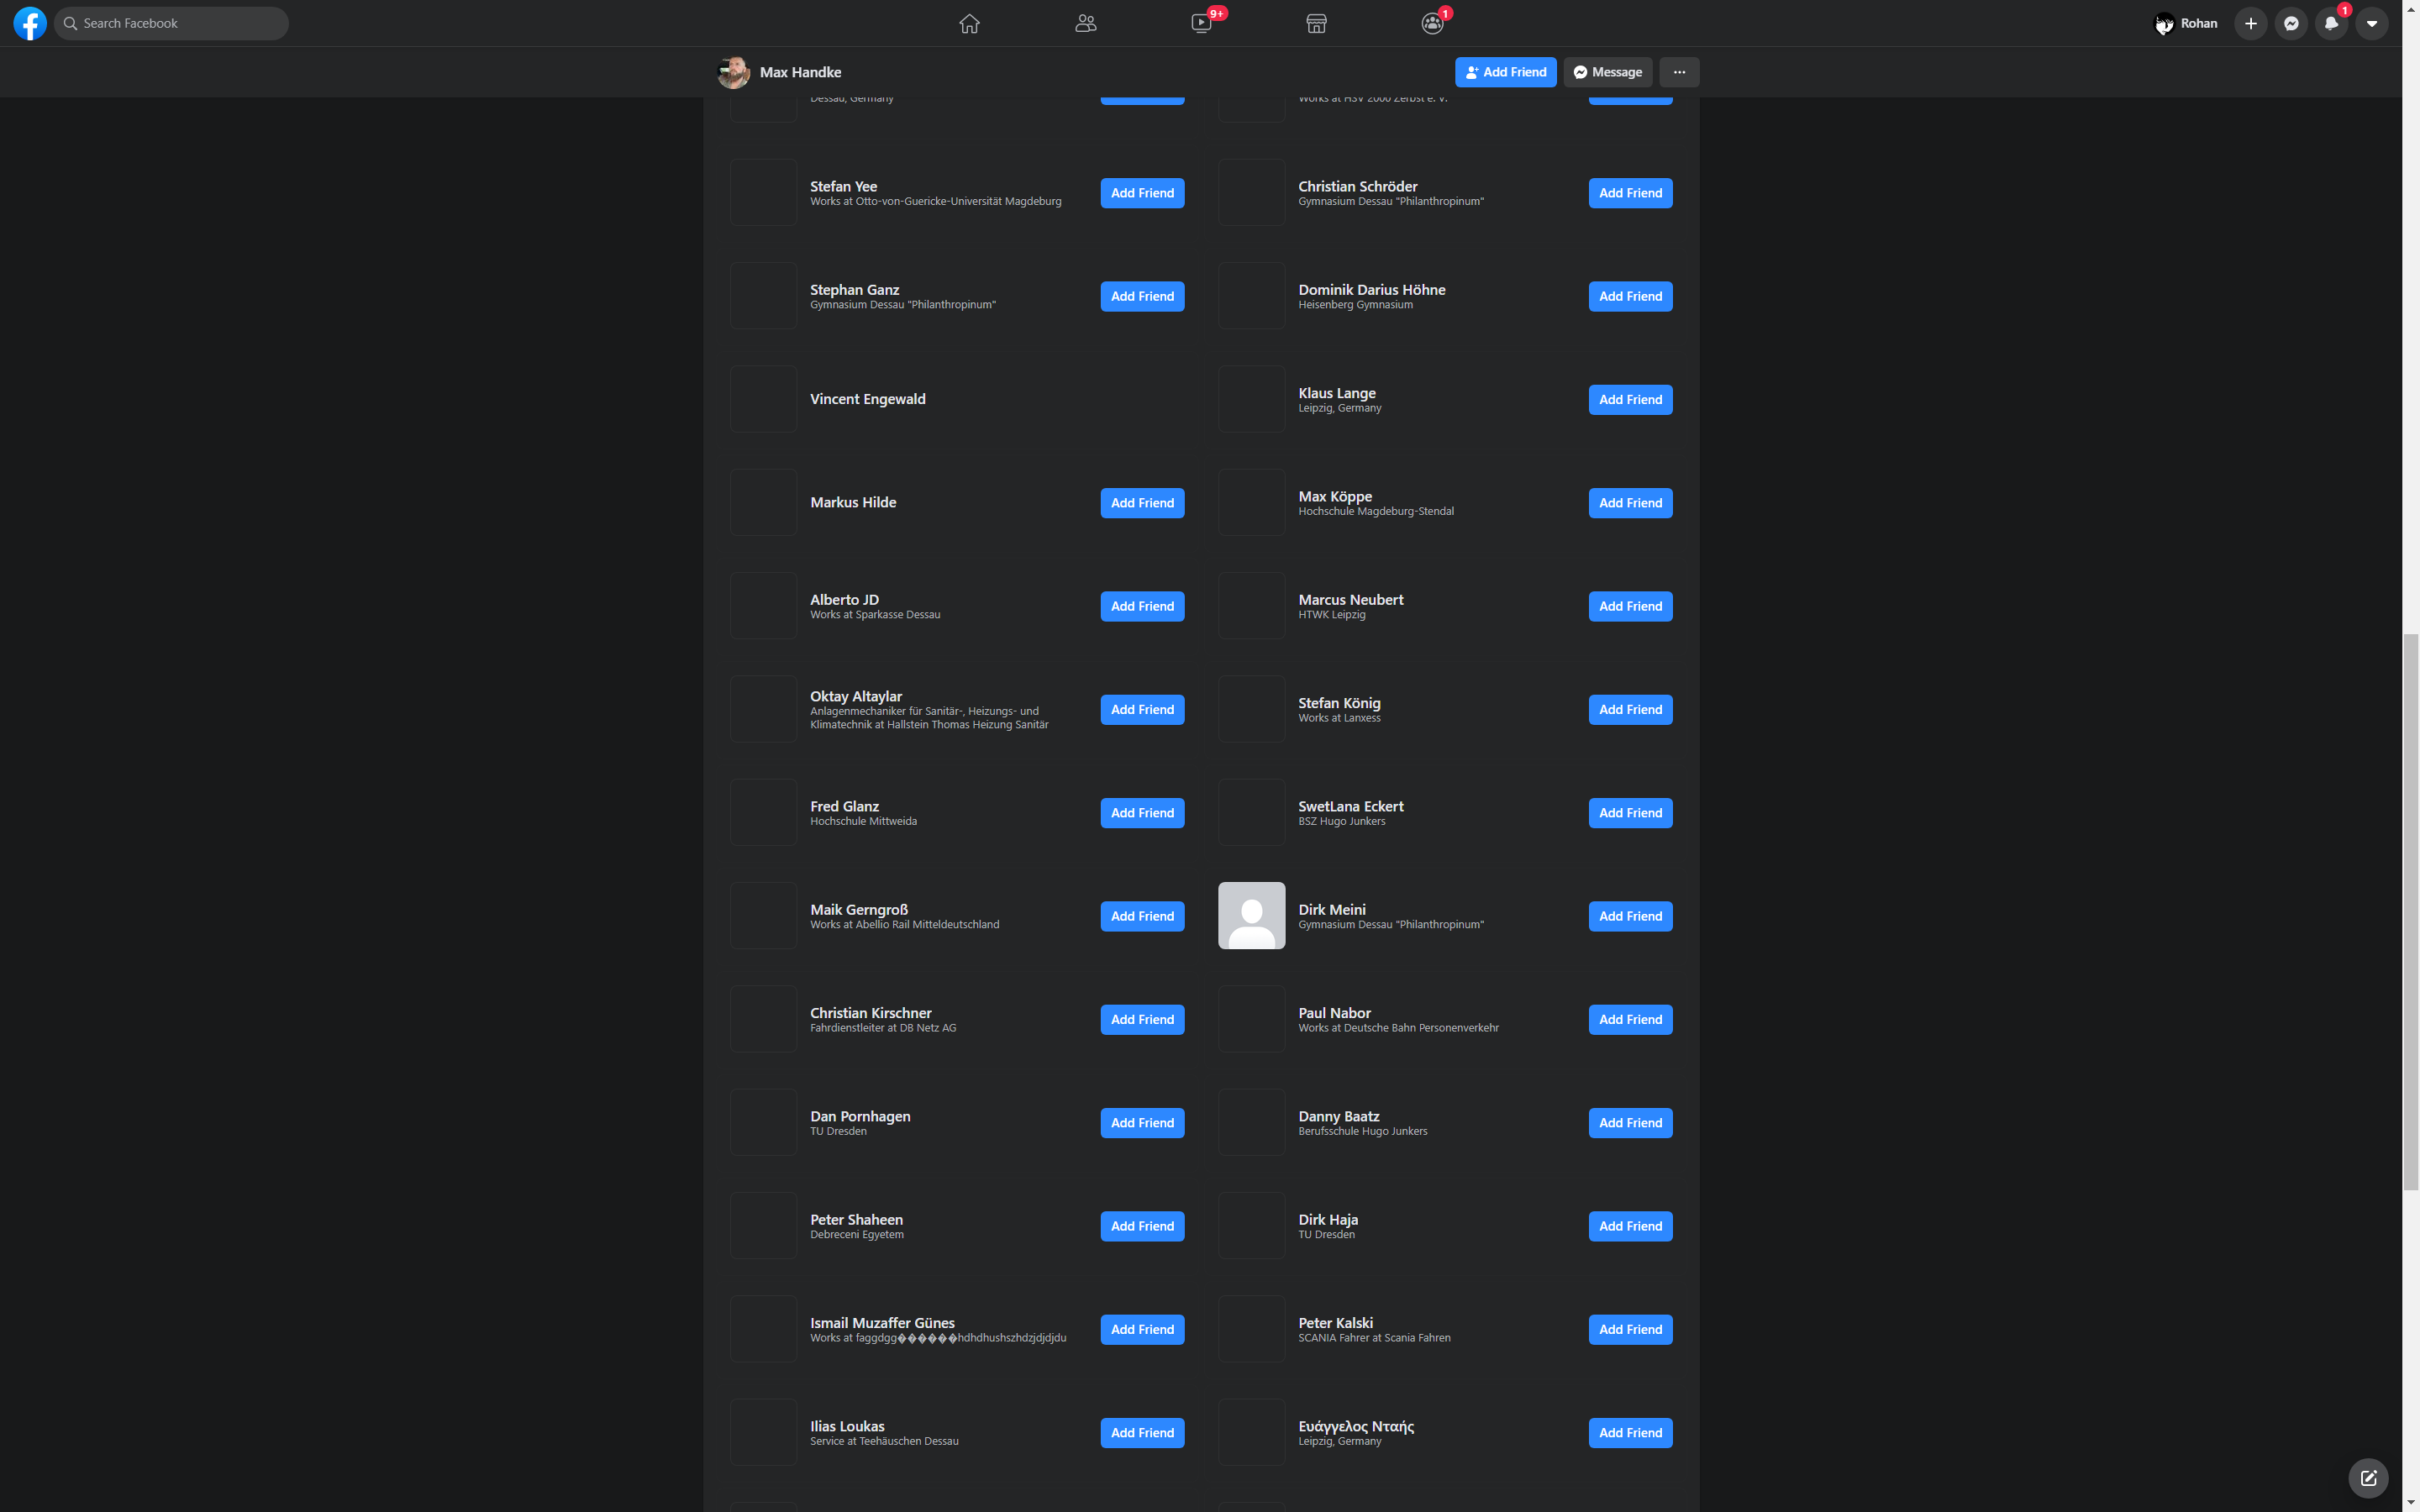 Search Facebook
9+
1
Rohan
1
Max Handke
Add Friend
Message
Dessau, Germany
Works at HSV 2000 Zerbst e. V.
Stefan Yee
Works at Otto-von-Guericke-Universität Magdeburg
Add Friend
Christian Schröder
Gymnasium Dessau "Philanthropinum"
Add Friend
Stephan Ganz
Gymnasium Dessau "Philanthropinum"
Add Friend
Dominik Darius Höhne
Heisenberg Gymnasium
Add Friend
Vincent Engewald
Klaus Lange
Leipzig, Germany
Add Friend
Markus Hilde
Add Friend
Max Köppe
Hochschule Magdeburg-Stendal
Add Friend
Alberto JD
Works at Sparkasse Dessau
Add Friend
Marcus Neubert
HTWK Leipzig
Add Friend
Oktay Altaylar
Anlagenmechaniker für Sanitär-, Heizungs- und
Klimatechnik at Hallstein Thomas Heizung Sanitär
Add Friend
Stefan König
Works at Lanxess
Add Friend
Fred Glanz
Hochschule Mittweida
Add Friend
SwetLana Eckert
BSZ Hugo Junkers
Add Friend
Maik Gerngroß
Works at Abellio Rail Mitteldeutschland
Add Friend
Dirk Meini
Gymnasium Dessau "Philanthropinum"
Add Friend
Christian Kirschner
Fahrdienstleiter at DB Netz AG
Add Friend
Paul Nabor
Works at Deutsche Bahn Personenverkehr
Add Friend
Dan Pornhagen
TU Dresden
Add Friend
Danny Baatz
Berufsschule Hugo Junkers
Add Friend
Peter Shaheen
Debreceni Egyetem
Add Friend
Dirk Haja
TU Dresden
Add Friend
Ismail Muzaffer Günes
Works at faggdgg������hdhdhushszhdzjdjdjdu
Add Friend
Peter Kalski
SCANIA Fahrer at Scania Fahren
Add Friend
Ilias Loukas
Service at Teehäuschen Dessau
Add Friend
Ευάγγελος Νταής
Leipzig, Germany
Add Friend